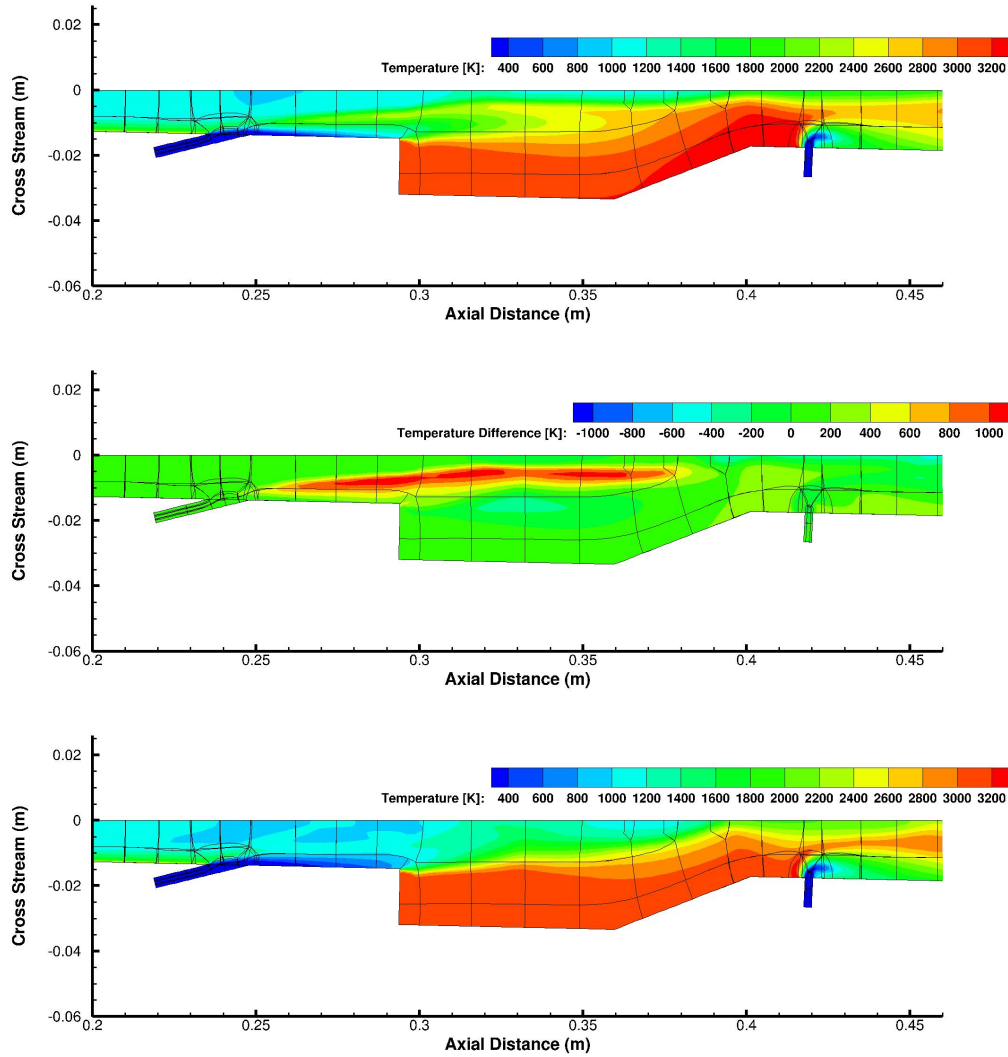 0.02
Temperature [K]: 400 600 800 1000 1200 1400 1600 1800 2000 2200 2400 2600 2800 3000 3200
0
-0.02
-0.04
-0.06
Cross Stream (m)
0.2 0.25 0.3 0.35 0.4 0.45
Axial Distance (m)
0.02
Temperature Difference [K]: -1000 -800 -600 -400 -200 0 200 400 600 800 1000
0
-0.02
-0.04
-0.06
Cross Stream (m)
0.2 0.25 0.3 0.35 0.4 0.45
Axial Distance (m)
0.02
Temperature [K]: 400 600 800 1000 1200 1400 1600 1800 2000 2200 2400 2600 2800 3000 3200
0
-0.02
-0.04
-0.06
Cross Stream (m)
0.2 0.25 0.3 0.35 0.4 0.45
Axial Distance (m)